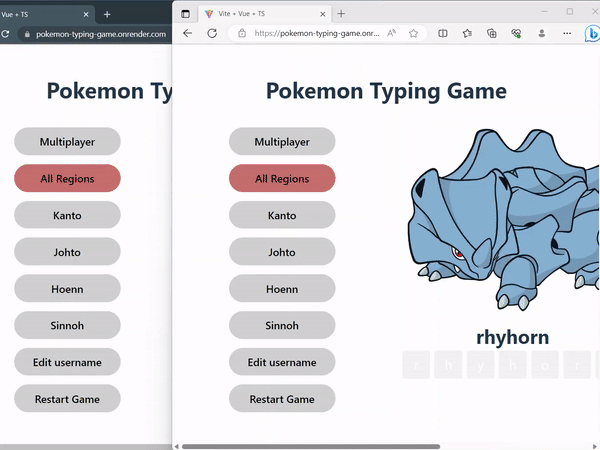 Vue + TS
pokemon-typing-game.onrender.com
Pokemon Ty
Multiplayer
All Regions
Kanto
Johto
Hoenn
Sinnoh
Edit username
Restart Game
Vite + Vue + TS
https://pokemon-typing-game.onr...
Pokemon Typing Game
Multiplayer
All Regions
Kanto
Johto
Hoenn
Sinnoh
Edit username
Restart Game
rhyhorn
r h y h o r